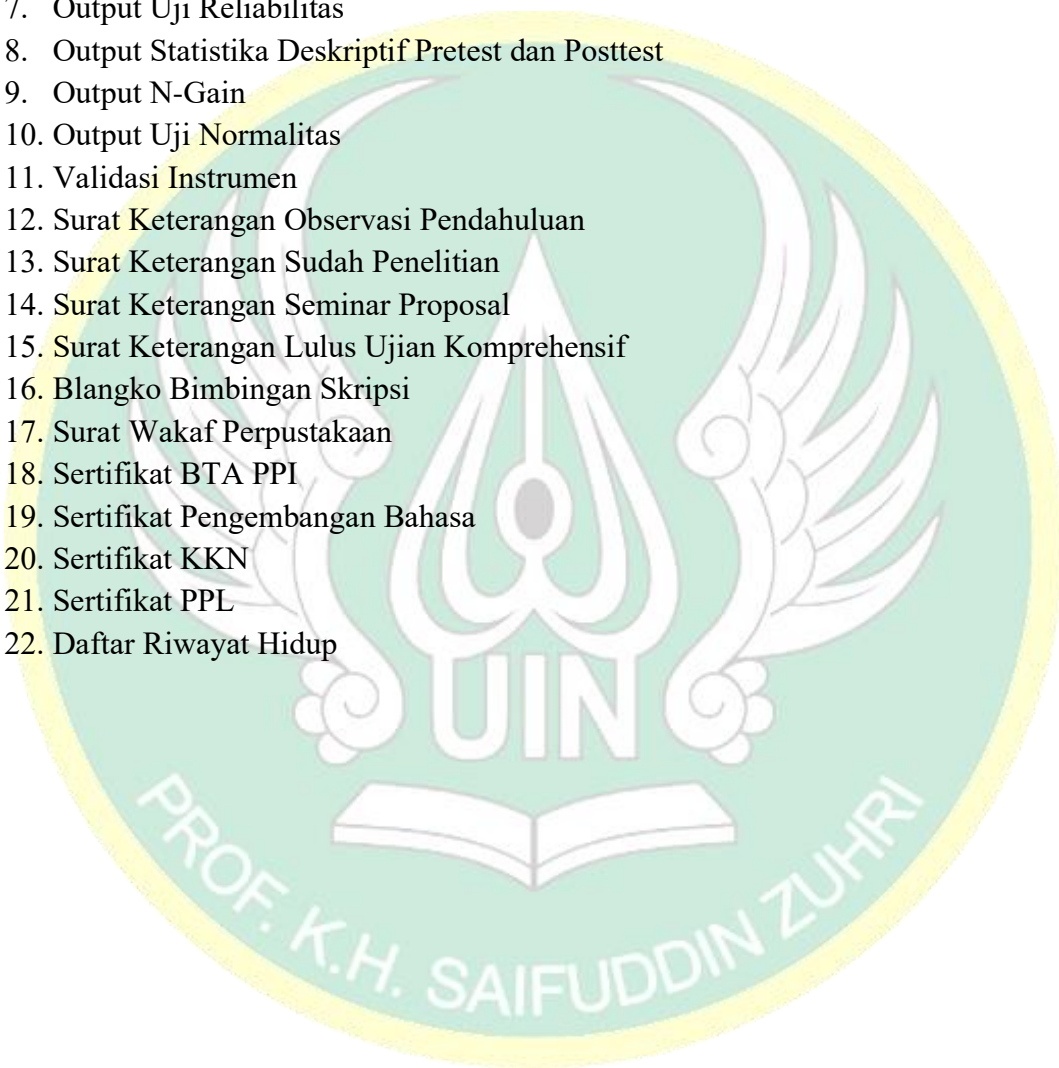 7. Output Uji Reliabilitas
8. Output Statistika Deskriptif Pretest dan Posttest
9. Output N-Gain
10. Output Uji Normalitas
11. Validasi Instrumen
12. Surat Keterangan Observasi Pendahuluan
13. Surat Keterangan Sudah Penelitian
14. Surat Keterangan Seminar Proposal
15. Surat Keterangan Lulus Ujian Komprehensif
16. Blangko Bimbingan Skripsi
17. Surat Wakaf Perpustakaan
18. Sertifikat BTA PPI
19. Sertifikat Pengembangan Bahasa
20. Sertifikat KKN
21. Sertifikat PPL
22. Daftar Riwayat Hidup
UIN
PROF. K.H. SAIFUDDIN ZUHRI